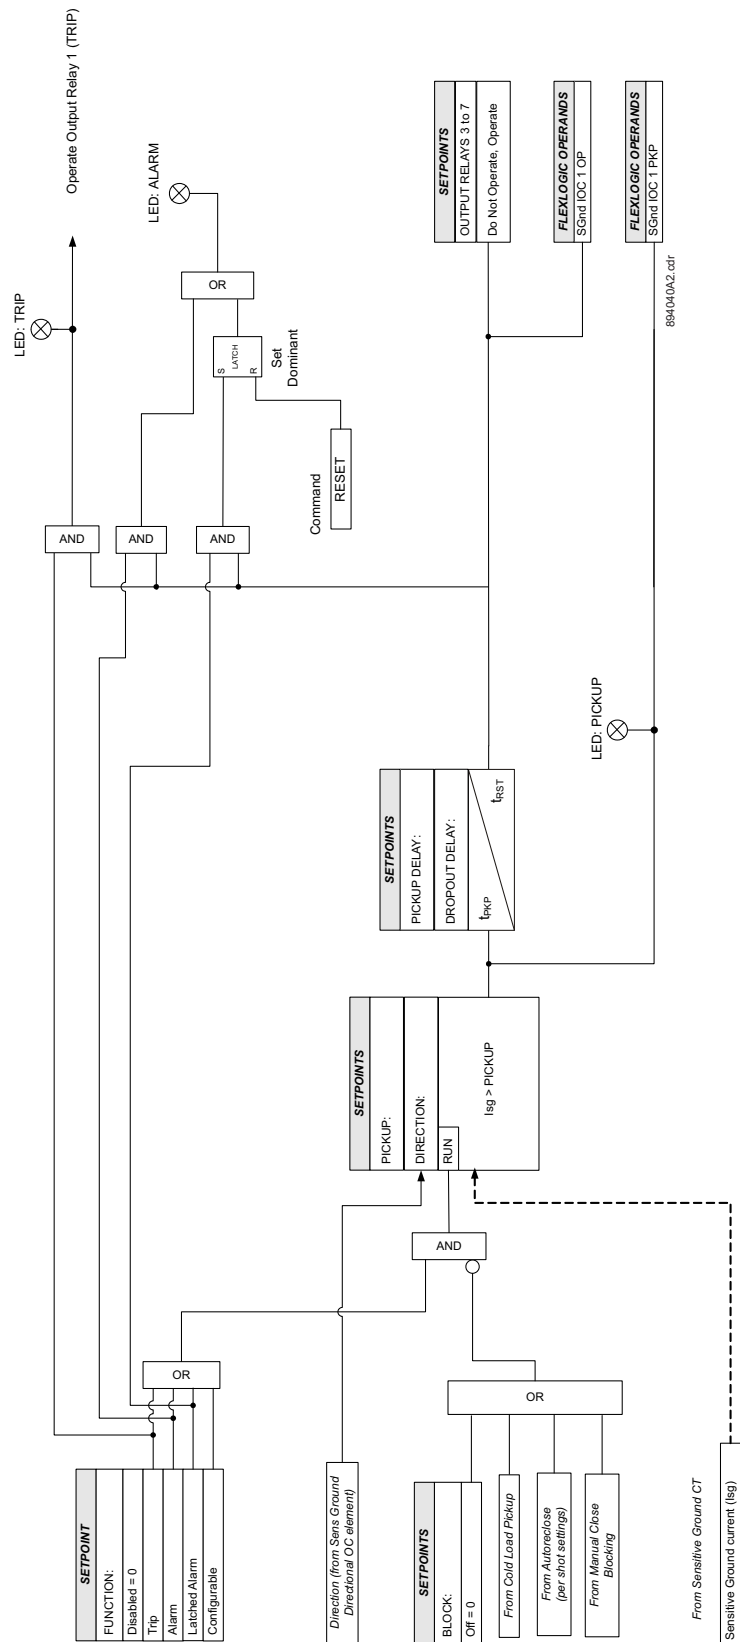 SETPOINT
FUNCTION:
Disabled = 0
Trip
Alarm
Latched Alarm
Configurable
OR
Direction (from Sens Ground
Directional OC element)
SETPOINTS
BLOCK:
Off = 0
From Cold Load Pickup
From Autoreclose
(per shot settings)
From Manual Close
Blocking
OR
From Sensitive Ground CT
Sensitive Ground current (Isg)
AND
SETPOINTS
PICKUP:
DIRECTION:
RUN
Isg > PICKUP
SETPOINTS
PICKUP DELAY:
DROPOUT DELAY:
tPKP
tRST
LED: PICKUP
AND
AND
AND
Command
RESET
S
LATCH
R
Set
Dominant
OR
LED: TRIP
LED: ALARM
Operate Output Relay 1 (TRIP)
SETPOINTS
OUTPUT RELAYS 3 to 7
Do Not Operate, Operate
FLEXLOGIC OPERANDS
SGnd IOC 1 OP
FLEXLOGIC OPERANDS
SGnd IOC 1 PKP
894040A2.cdr